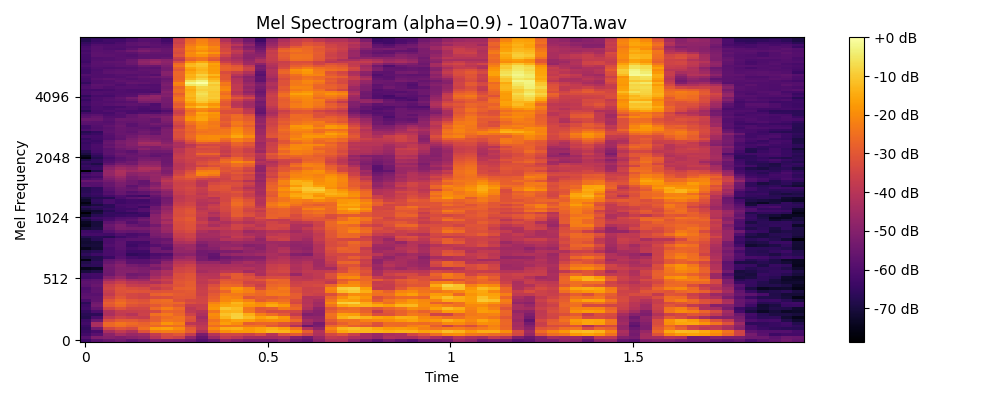 Mel Spectrogram (alpha=0.9) - 10a07Ta.wav
Mel Frequency
4096
2048
1024
512
0
0
0.5
1
1.5
Time
+0 dB
-10 dB
-20 dB
-30 dB
-40 dB
-50 dB
-60 dB
-70 dB